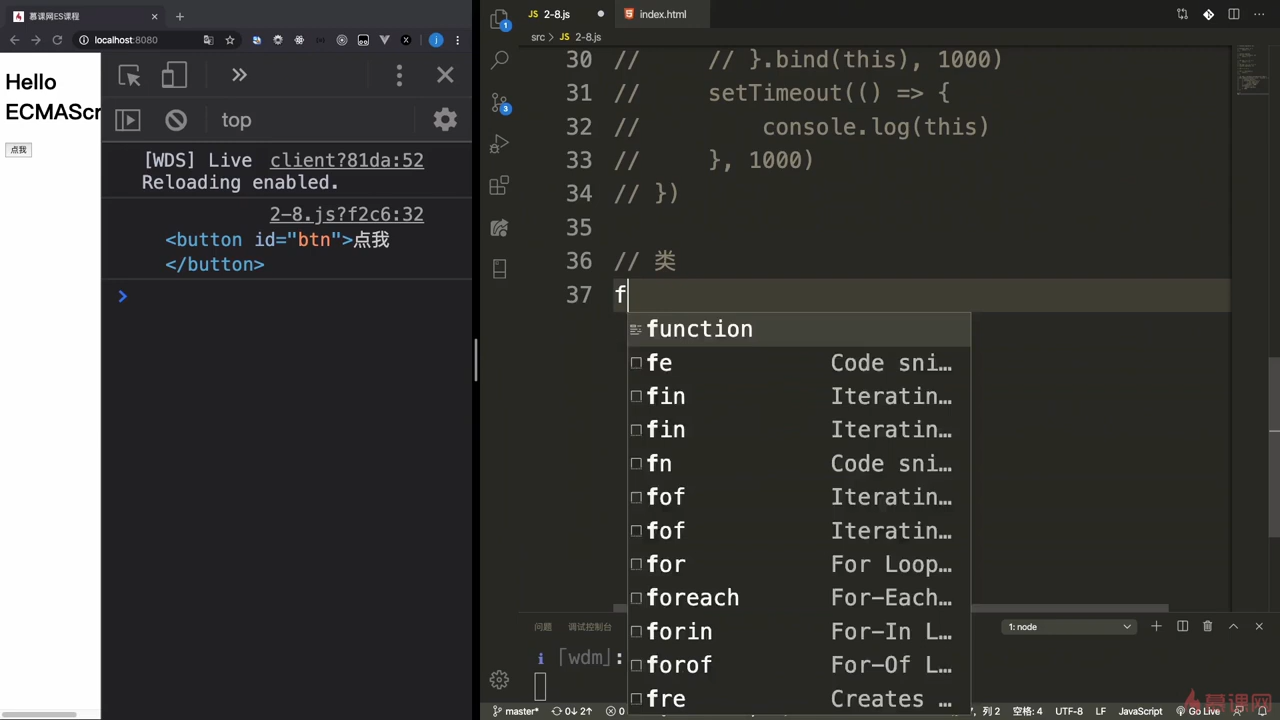 慕课网ES课程
localhost:8080
Hello
ECMAScr
点我
top
[WDS] Live client?81da:52
Reloading enabled.
2-8.js?f2c6:32
<button id="btn">点我
</button>
2-8.js
index.html
src > 2-8.js
30 // // }.bind(this), 1000)
31 // setTimeout(() => {
32 // console.log(this)
33 // }, 1000)
34 // })
35
36 // 类
37 f
function
fe Code sni…
fin Iteratin…
fin Iteratin…
fn Code sni…
fof Iteratin…
fof Iteratin…
for For Loop…
foreach For-Each…
forin For-In L…
forof For-Of L…
fre Creates …
问题 调试控制台
1: node
「wdm」:
master* 0↓ 2↑ 0
列 2 空格: 4 UTF-8 LF JavaScript Go Live
慕课网
1
3